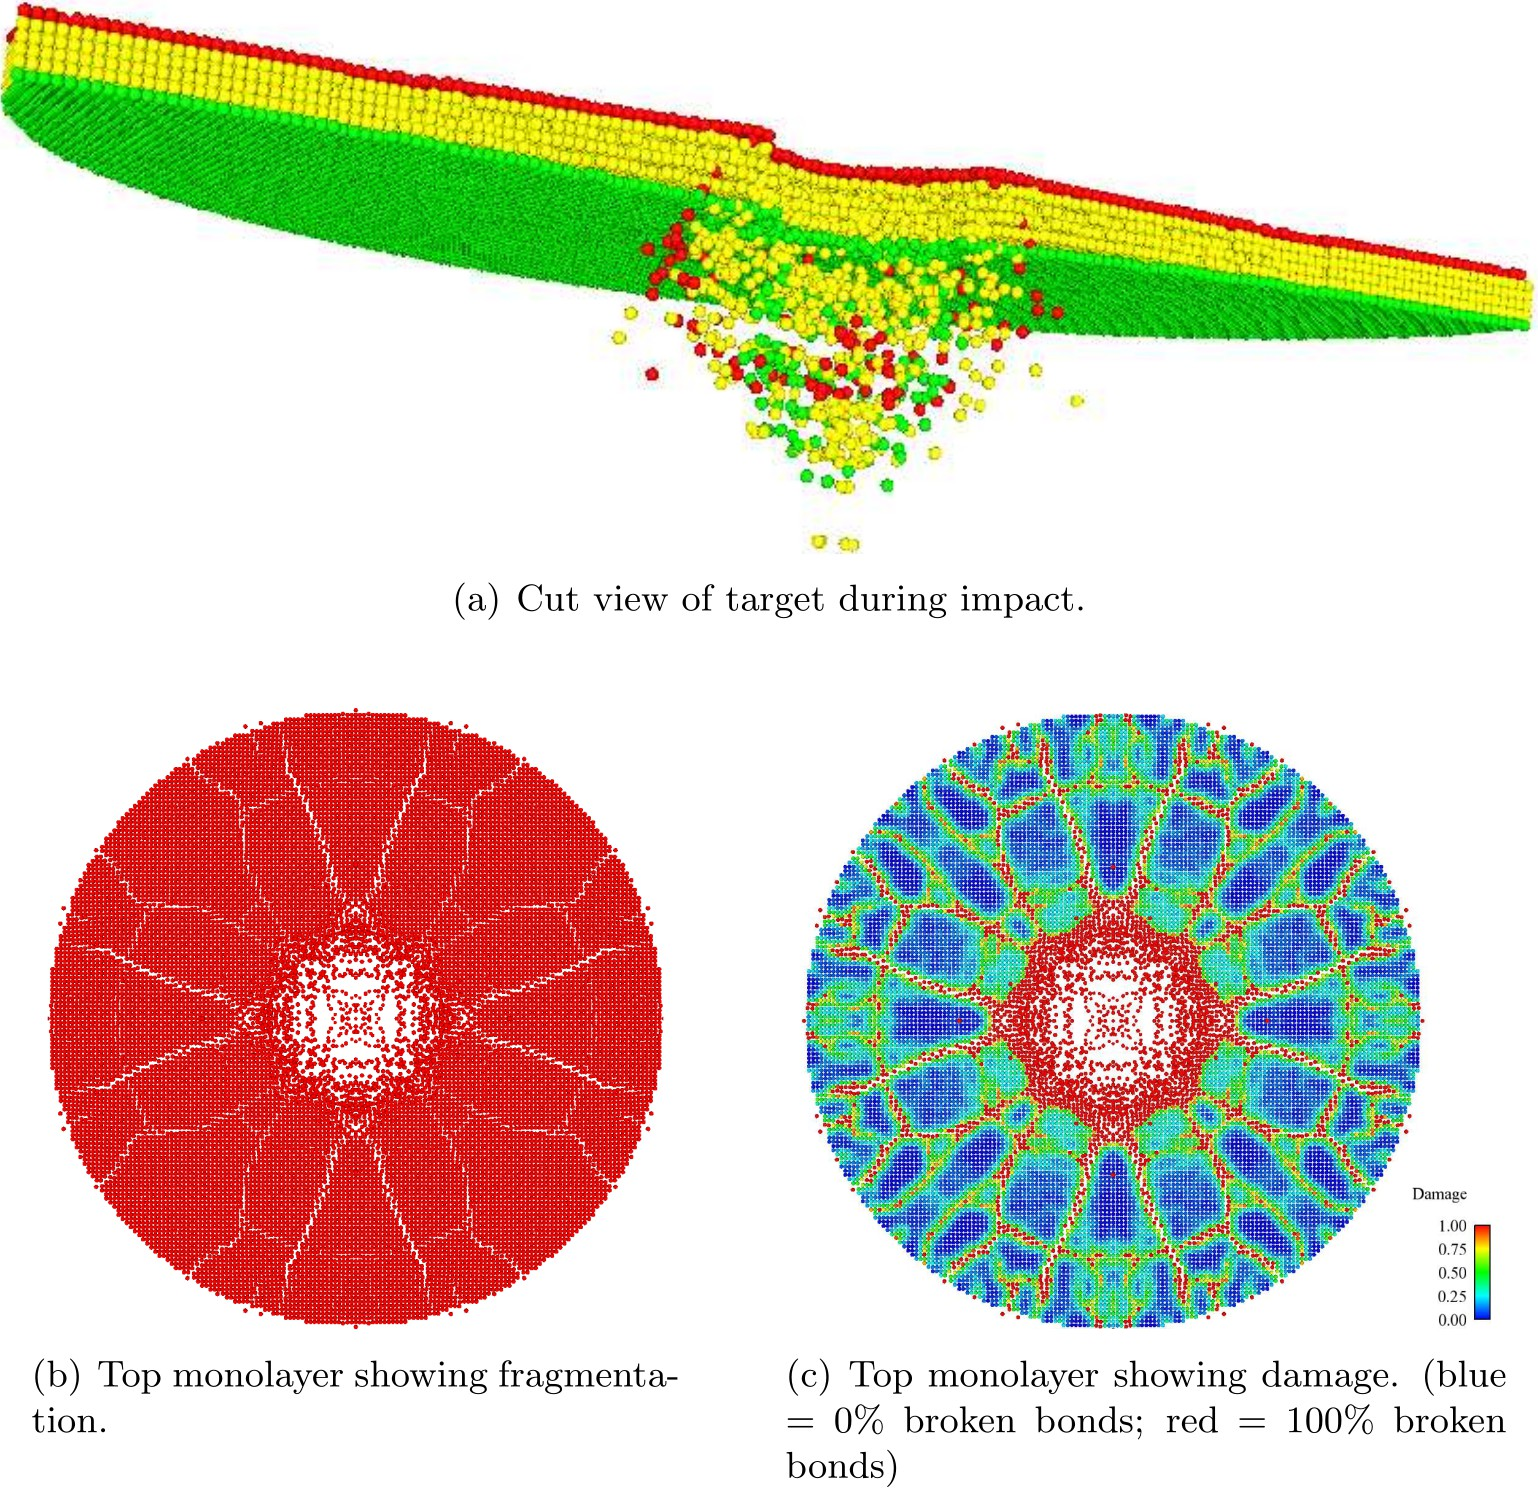 (a) Cut view of target during impact.
Damage
1.00
0.75
0.50
0.25
0.00
(b) Top monolayer showing fragmenta-
tion.
(c) Top monolayer showing damage. (blue
= 0% broken bonds; red = 100% broken
bonds)